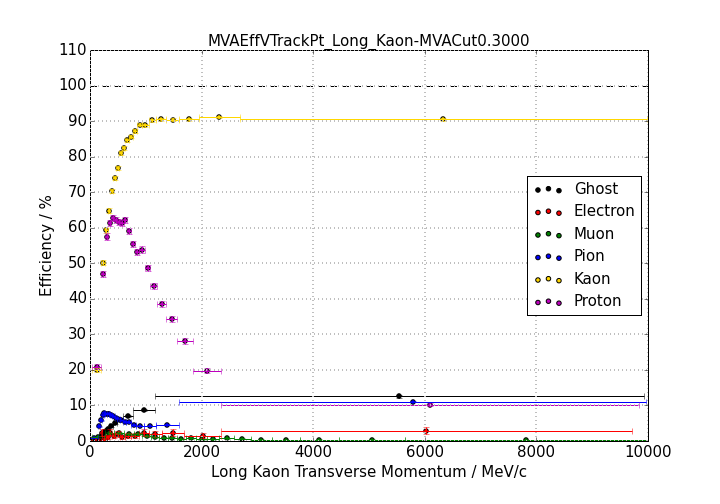 MVAEffVTrackPt_Long_Kaon-MVACut0.3000
110
100
90
80
70
60
50
40
30
20
10
0
Efficiency / %
Ghost
Electron
Muon
Pion
Kaon
Proton
0 2000 4000 6000 8000 10000
Long Kaon Transverse Momentum / MeV/c